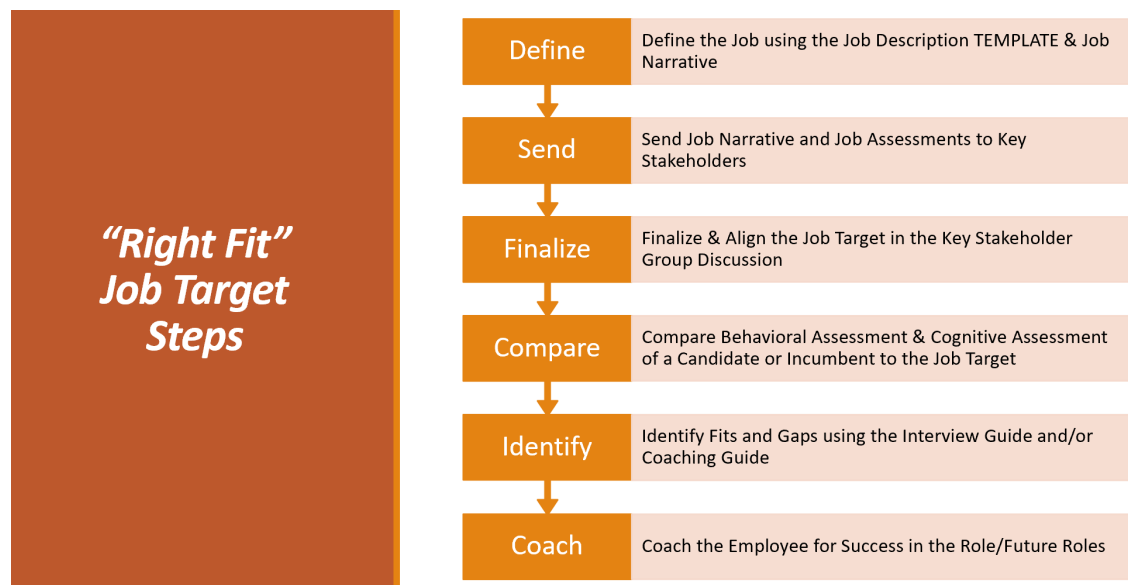 “Right Fit”
Job Target
Steps
Define
Define the Job using the Job Description TEMPLATE & Job
Narrative
Send
Send Job Narrative and Job Assessments to Key
Stakeholders
Finalize
Finalize & Align the Job Target in the Key Stakeholder
Group Discussion
Compare
Compare Behavioral Assessment & Cognitive Assessment
of a Candidate or Incumbent to the Job Target
Identify
Identify Fits and Gaps using the Interview Guide and/or
Coaching Guide
Coach
Coach the Employee for Success in the Role/Future Roles